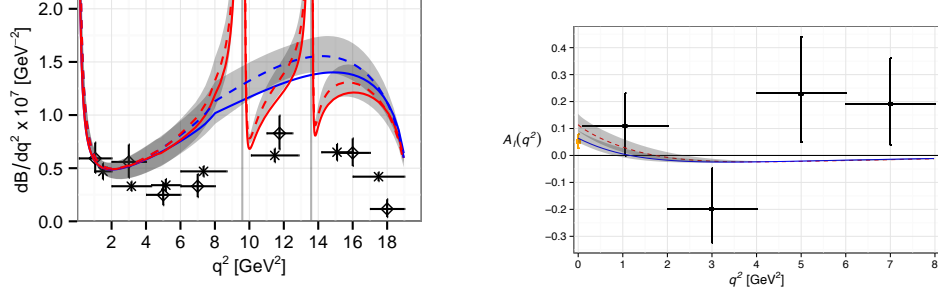 dB/dq² x 10⁷ [GeV⁻²]
2.0
1.5
1.0
0.5
0.0
2 4 6 8 10 12 14 16 18
q² [GeV²]
A_I(q²)
0.4
0.3
0.2
0.1
0.0
−0.1
−0.2
−0.3
0 1 2 3 4 5 6 7 8
q² [GeV²]